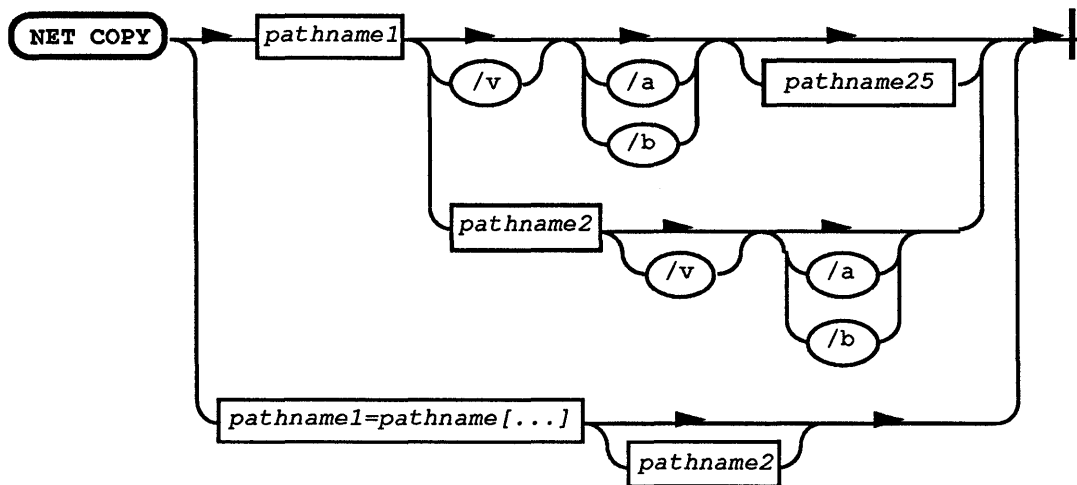 NET COPY pathname1
/v /a pathname25
/b
pathname2
/v /a
/b
pathname1=pathname[...]
pathname2